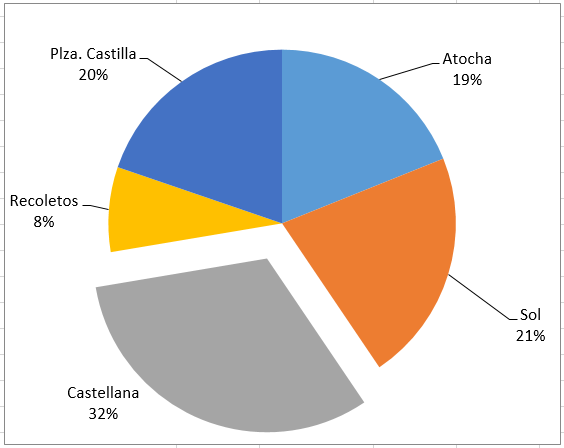 Plza. Castilla
20%
Atocha
19%
Recoletos
8%
Sol
21%
Castellana
32%